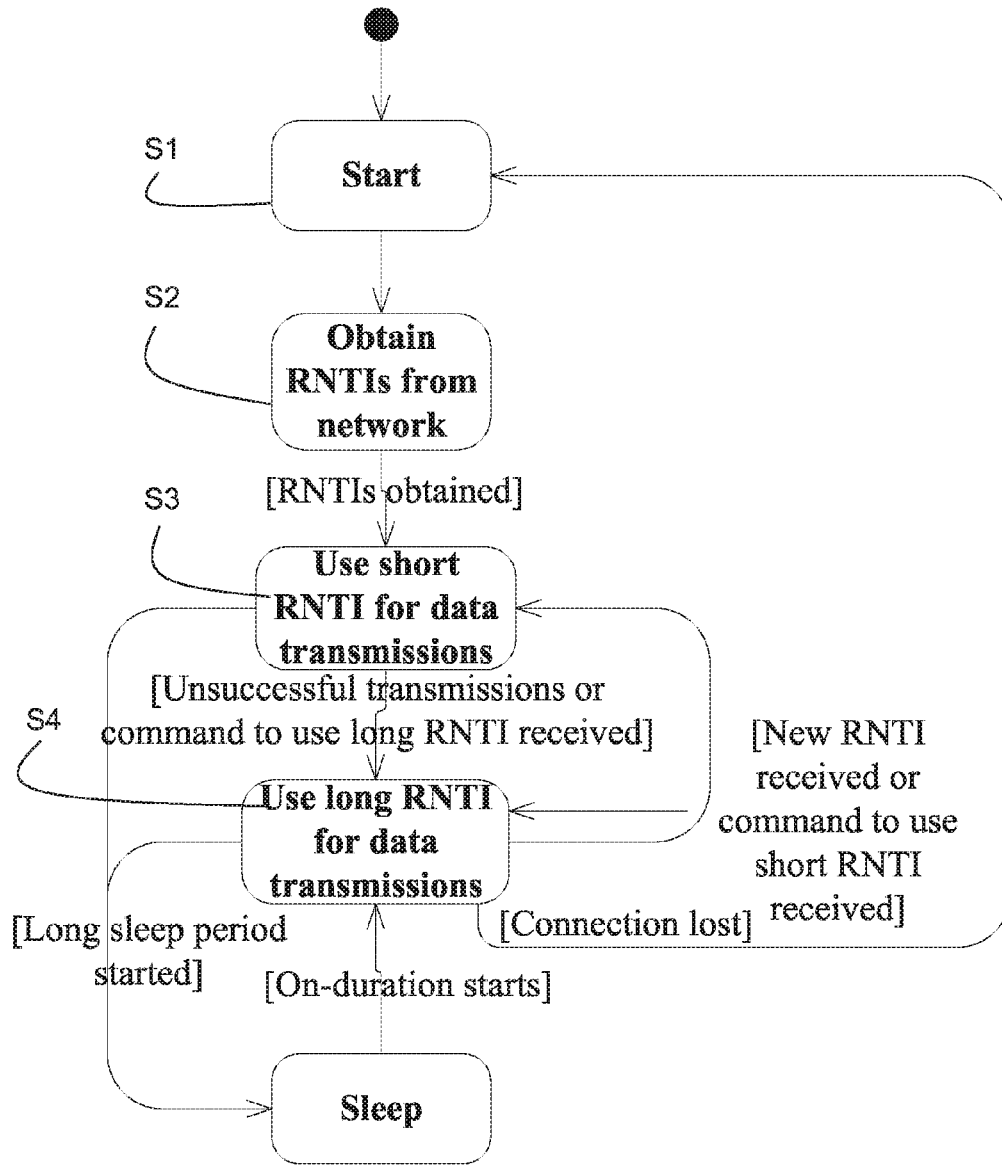 S1
Start
S2
Obtain
RNTIs from
network
[RNTIs obtained]
S3
Use short
RNTI for data
transmissions
[Unsuccessful transmissions or
command to use long RNTI received]
S4
[New RNTI
received or
command to use
short RNTI
received]
Use long RNTI
for data
transmissions
[Connection lost]
[Long sleep period
started]
[On-duration starts]
Sleep